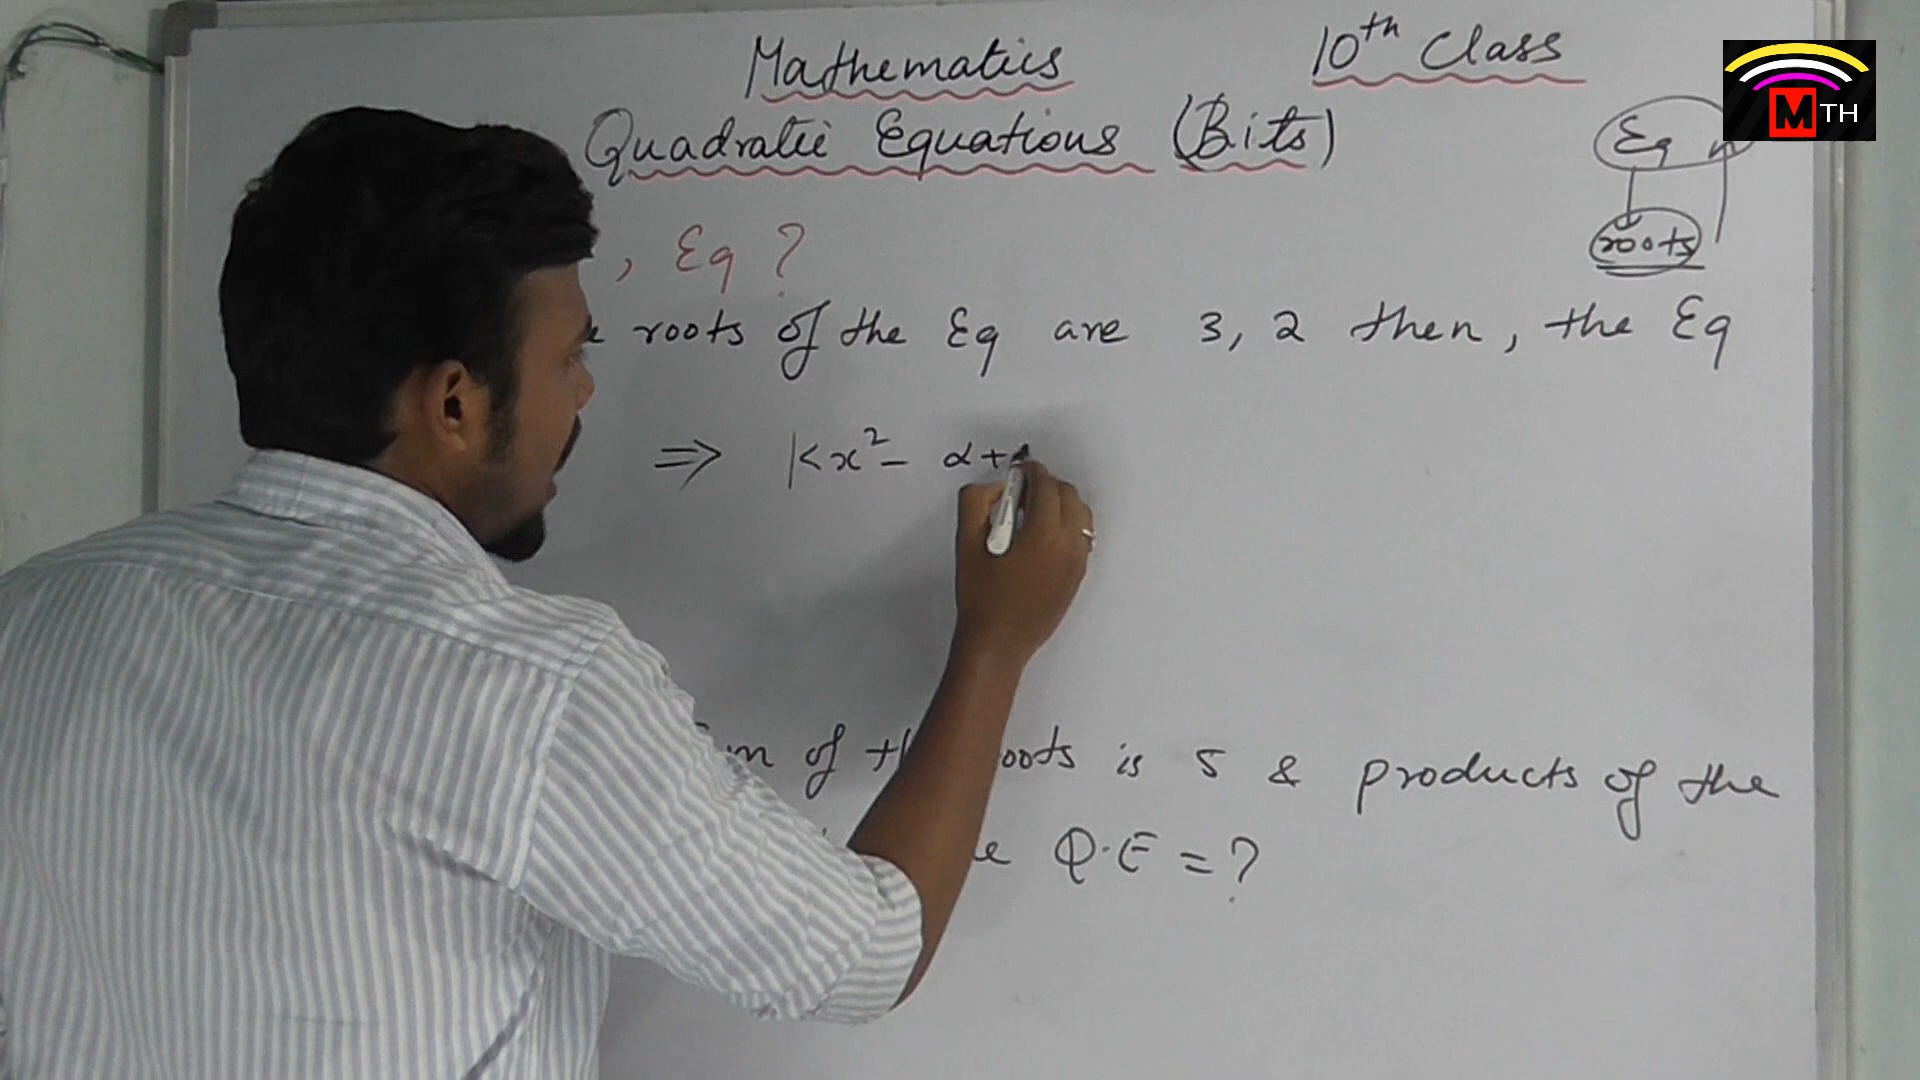 Mathematics 10th Class
Quadratic Equations (Bits)
MTH
Eq n
roots
, Eq ?
roots of the Eq are 3, 2 then, the Eq
⇒ Kx² - α+
of the roots is 5 & products of the
Q.E = ?